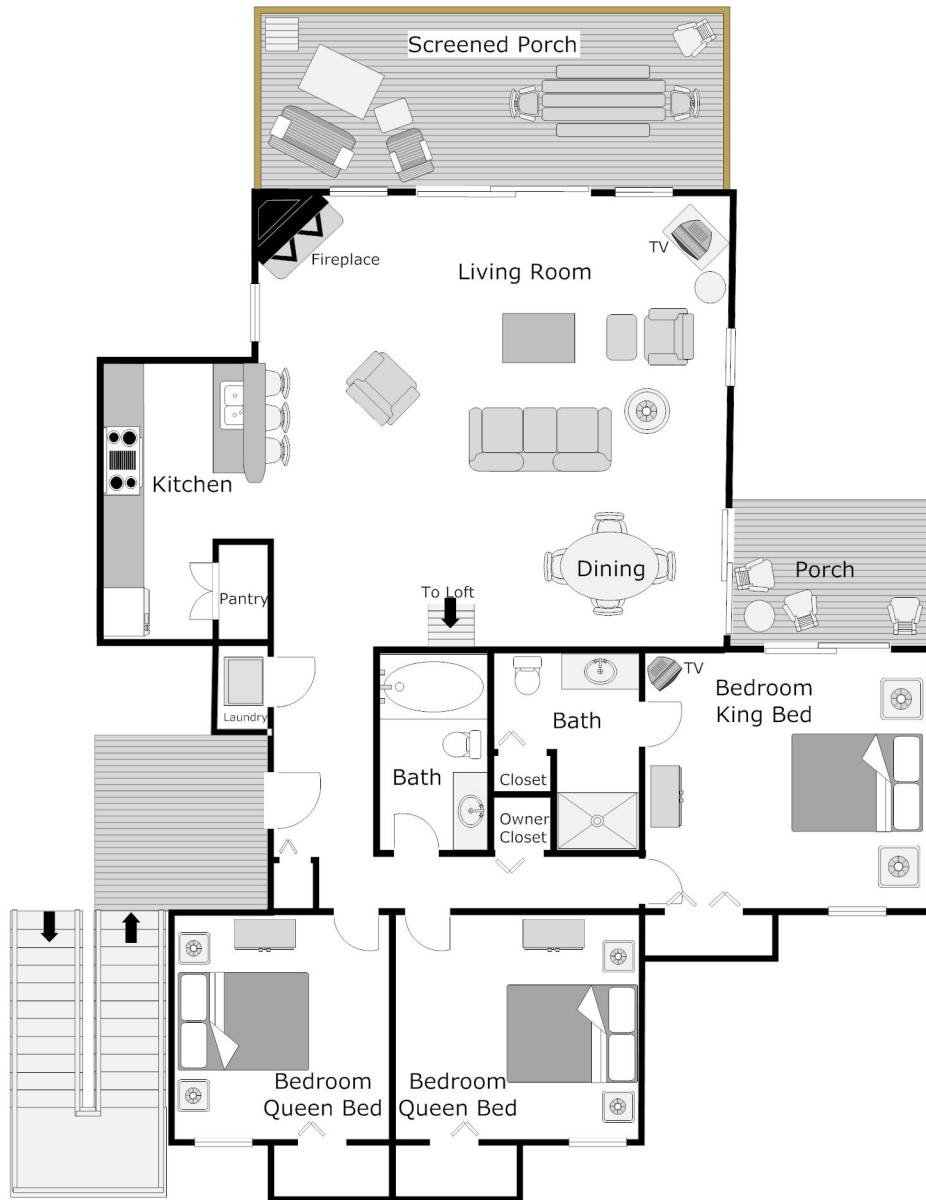 Screened Porch
Fireplace
Living Room
TV
Kitchen
Pantry
To Loft
Dining
Porch
Laundry
Bath
Closet
Owner
Closet
Bath
TV
Bedroom
King Bed
Bedroom
Queen Bed
Bedroom
Queen Bed